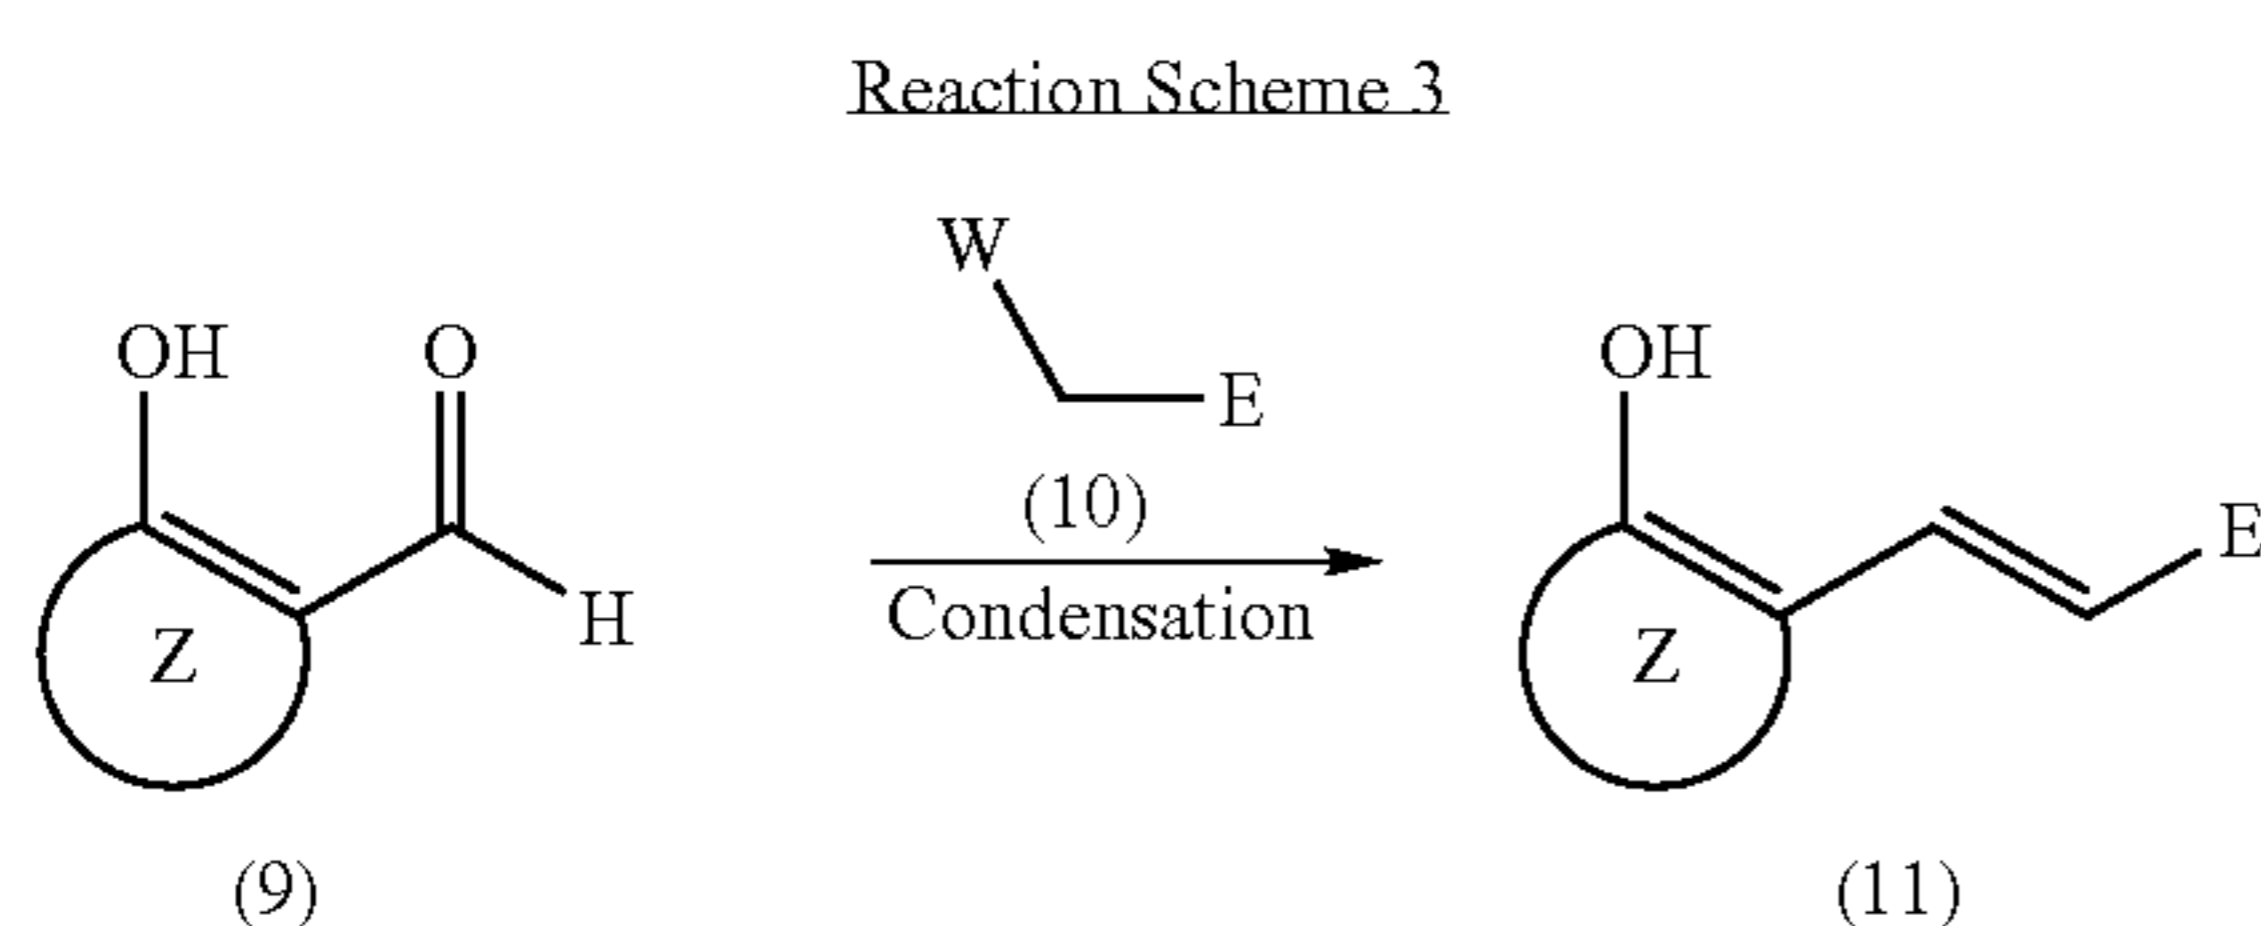 Reaction Scheme 3
W
E
(10)
Condensation
OH
O
H
Z
(9)
OH
E
Z
(11)